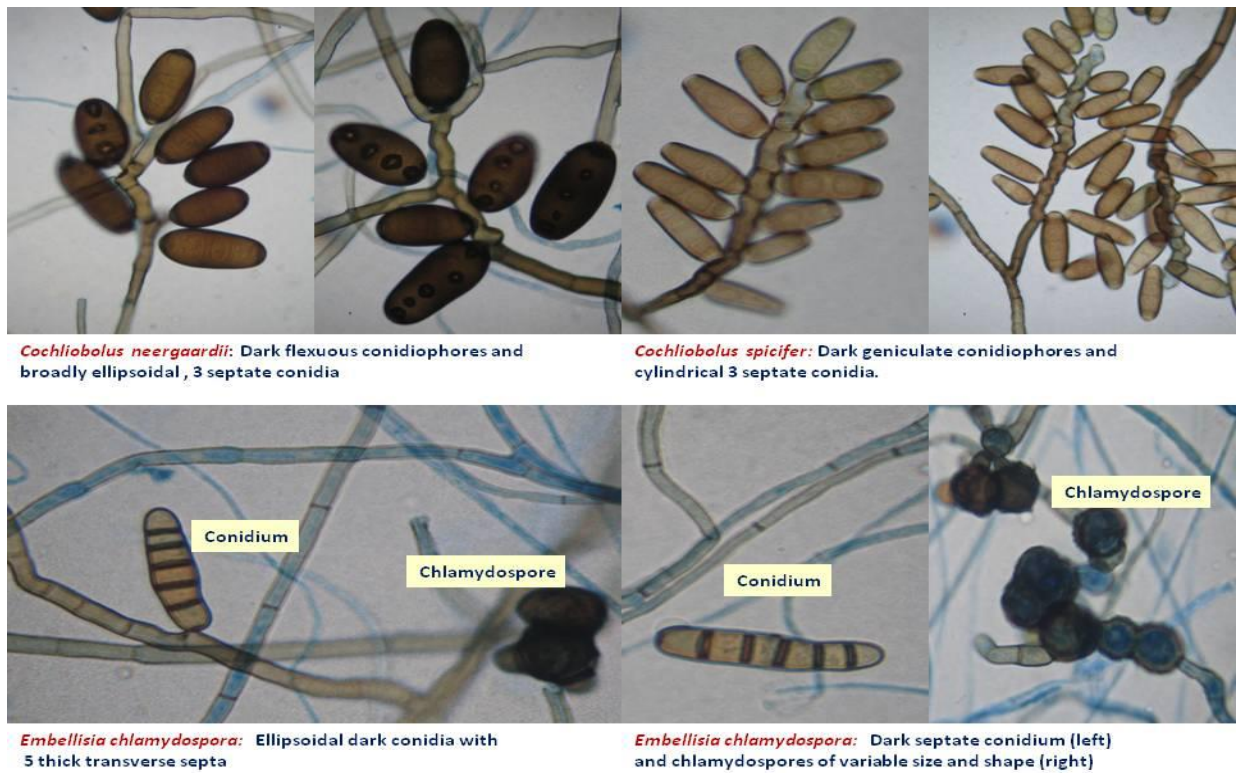 Cochliobolus neergaardii: Dark flexuous conidiophores and
broadly ellipsoidal , 3 septate conidia
Cochliobolus spicifer: Dark geniculate conidiophores and
cylindrical 3 septate conidia.
Conidium
Chlamydospore
Conidium
Chlamydospore
Embellisia chlamydospora: Ellipsoidal dark conidia with
5 thick transverse septa
Embellisia chlamydospora: Dark septate conidium (left)
and chlamydospores of variable size and shape (right)